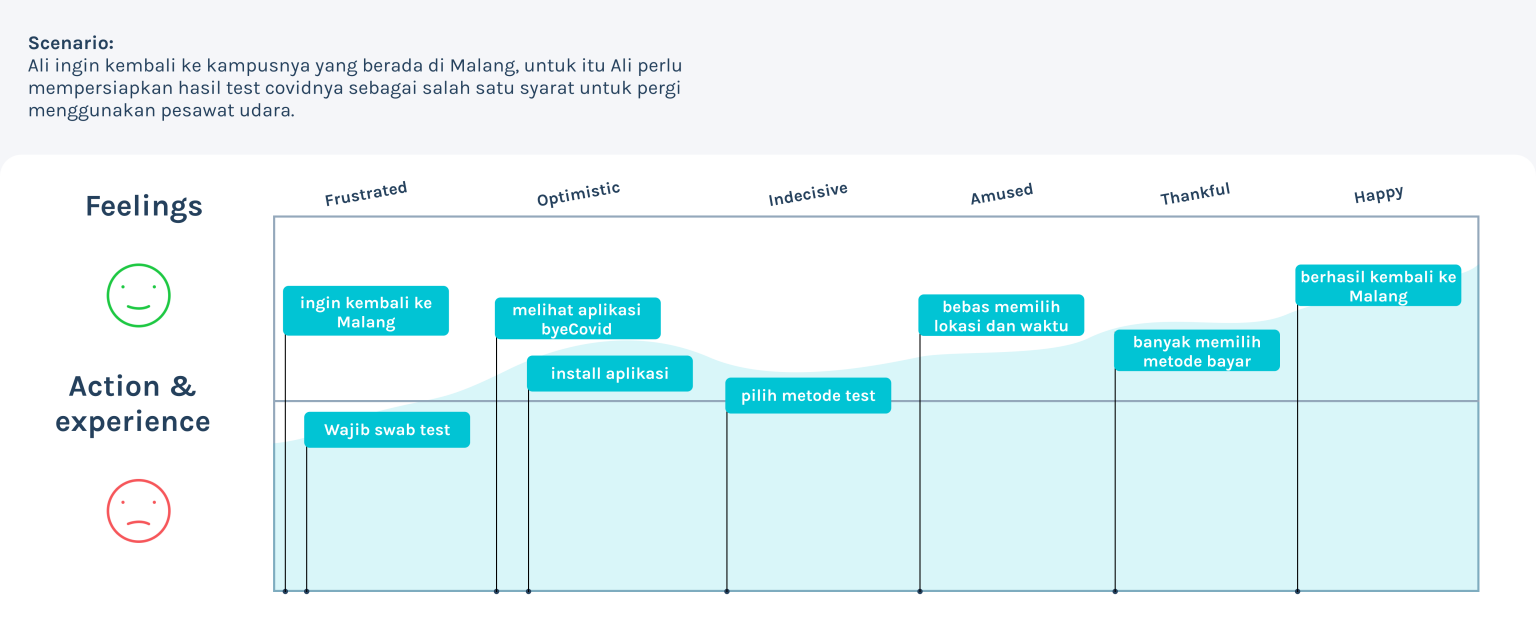 Scenario:
Ali ingin kembali ke kampusnya yang berada di Malang, untuk itu Ali perlu
mempersiapkan hasil test covidnya sebagai salah satu syarat untuk pergi
menggunakan pesawat udara.
Feelings
Frustrated
Optimistic
Indecisive
Amused
Thankful
Happy
Action &
experience
ingin kembali ke
Malang
Wajib swab test
melihat aplikasi
byeCovid
install aplikasi
pilih metode test
bebas memilih
lokasi dan waktu
banyak memilih
metode bayar
berhasil kembali ke
Malang